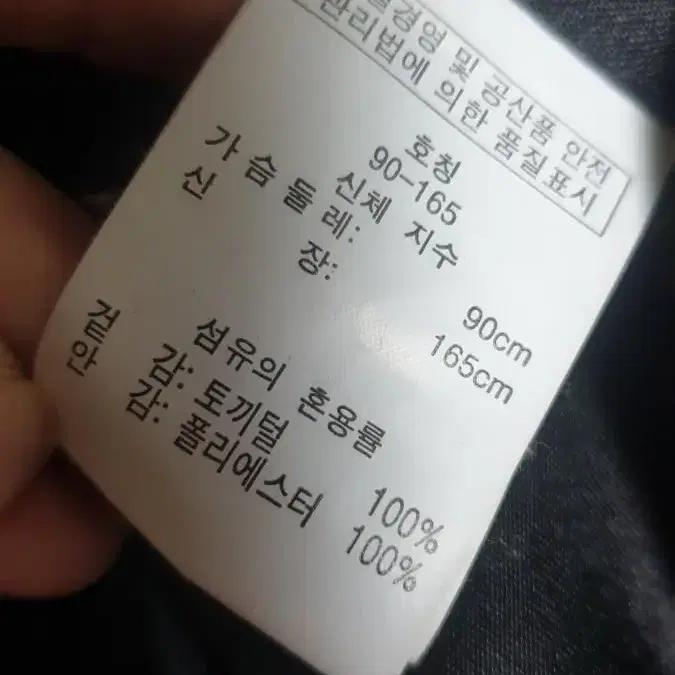 경영 및 공산품 안전
관리법에 의한 품질표시
호칭
90-165
신체 지수
가슴둘레: 90cm
신 장: 165cm
섬유의 혼용률
겉 감: 토끼털 100%
안 감: 폴리에스터 100%